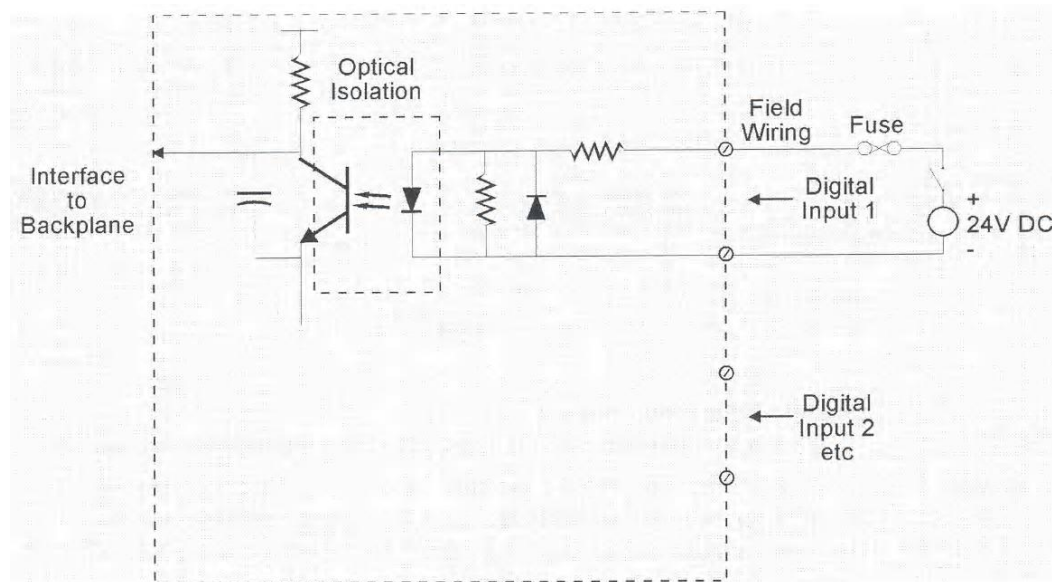 Optical
Isolation
Field
Wiring
Fuse
Interface
to
Backplane
Digital
Input 1
+
24V DC
-
Digital
Input 2
etc